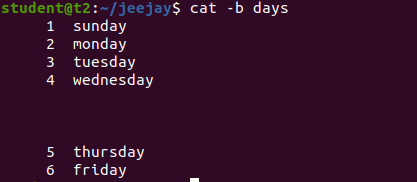 student@t2:~/jeejay$ cat -b days
1 sunday
2 monday
3 tuesday
4 wednesday
5 thursday
6 friday